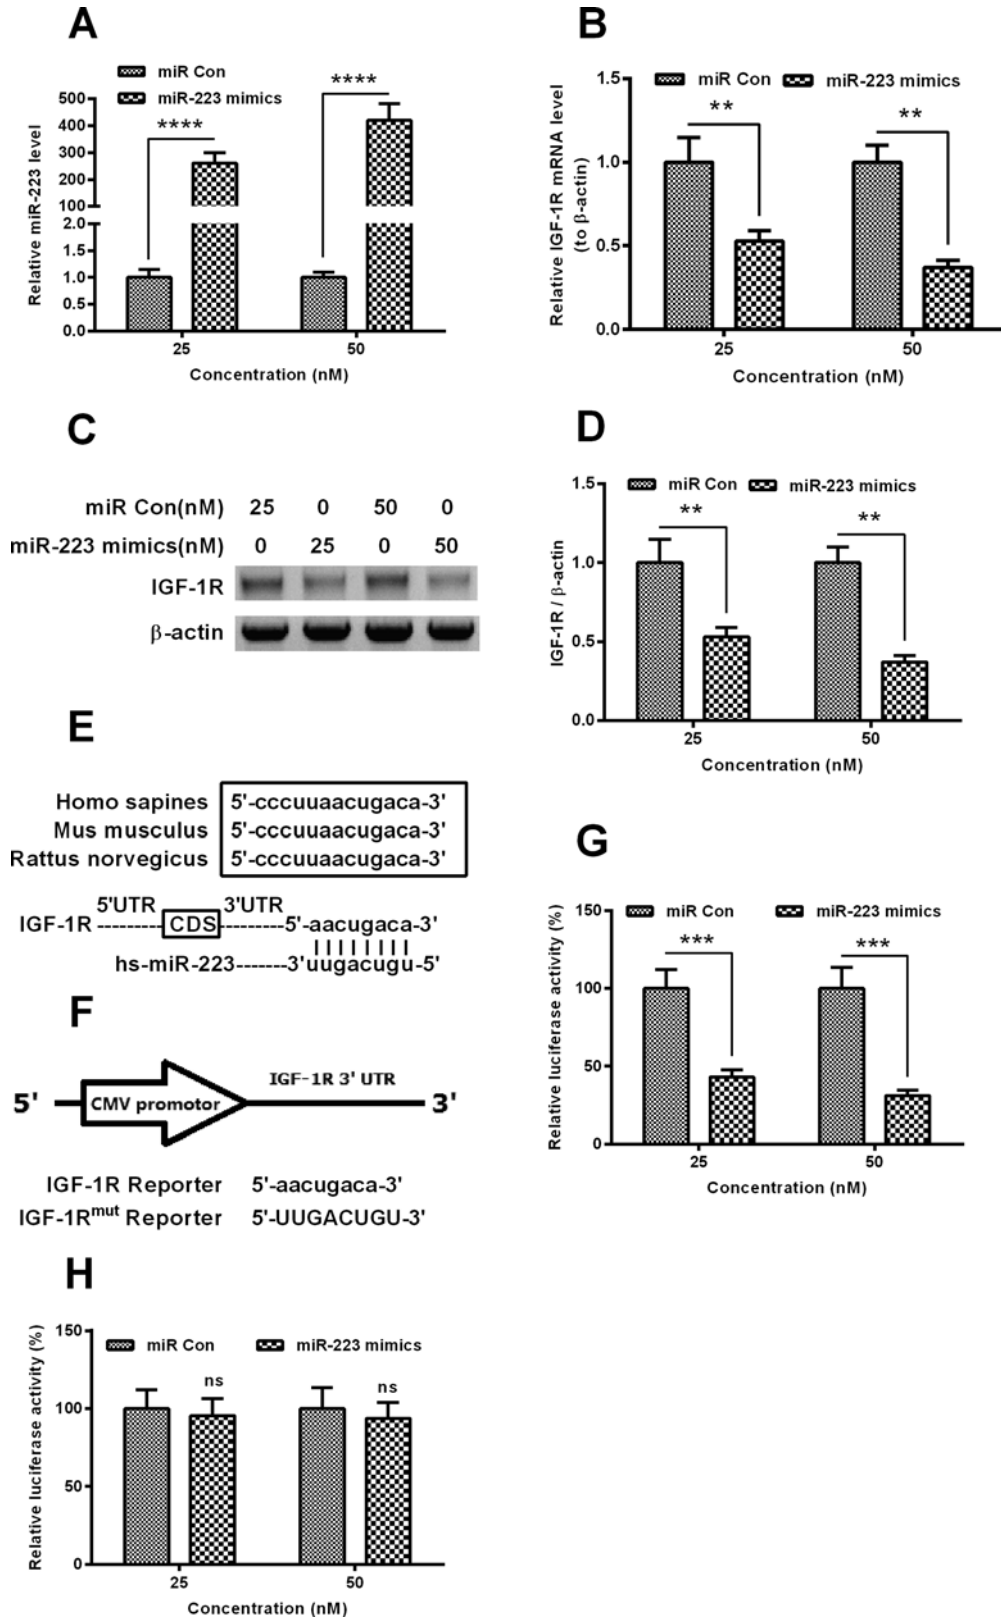 A
miR Con
miR-223 mimics
Relative miR-223 level
500
400
300
200
100
2.0
1.5
1.0
0.5
0.0
****
****
25
50
Concentration (nM)
B
miR Con
miR-223 mimics
Relative IGF-1R mRNA level
(to β-actin)
1.5
1.0
0.5
0.0
**
**
25
50
Concentration (nM)
C
miR Con(nM) 25 0 50 0
miR-223 mimics(nM) 0 25 0 50
IGF-1R
β-actin
D
miR Con
miR-223 mimics
IGF-1R / β-actin
1.5
1.0
0.5
0.0
**
**
25
50
Concentration (nM)
E
Homo sapines 5'-cccuuaacugaca-3'
Mus musculus 5'-cccuuaacugaca-3'
Rattus norvegicus 5'-cccuuaacugaca-3'
5'UTR 3'UTR
IGF-1R ---------- CDS ----------5'-aacugaca-3'
hs-miR-223-------3'uugacugu-5'
F
IGF-1R 3' UTR
5' CMV promotor 3'
IGF-1R Reporter 5'-aacugaca-3'
IGF-1Rmut Reporter 5'-UUGACUGU-3'
G
miR Con
miR-223 mimics
Relative luciferase activity (%)
150
100
50
0
***
***
25
50
Concentration (nM)
H
miR Con
miR-223 mimics
Relative luciferase activity (%)
150
100
50
0
ns
ns
25
50
Concentration (nM)